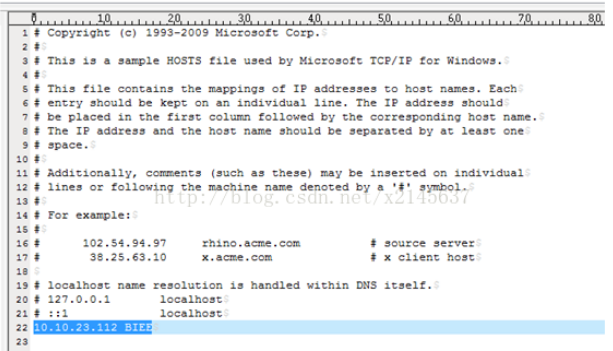 0 10 20 30 40 50 60 70 80
1 # Copyright (c) 1993-2009 Microsoft Corp.
2 #
3 # This is a sample HOSTS file used by Microsoft TCP/IP for Windows.
4 #
5 # This file contains the mappings of IP addresses to host names. Each
6 # entry should be kept on an individual line. The IP address should
7 # be placed in the first column followed by the corresponding host name.
8 # The IP address and the host name should be separated by at least one
9 # space.
10 #
11 # Additionally, comments (such as these) may be inserted on individual
12 # lines or following the machine name denoted by a '#' symbol.
13 #
http://blog.csdn.net/x2145637
14 # For example:
15 #
16 #      102.54.94.97     rhino.acme.com          # source server
17 #       38.25.63.10     x.acme.com              # x client host
18
19 # localhost name resolution is handled within DNS itself.
20 # 127.0.0.1       localhost
21 # ::1             localhost
22 10.10.23.112 BIEE
23